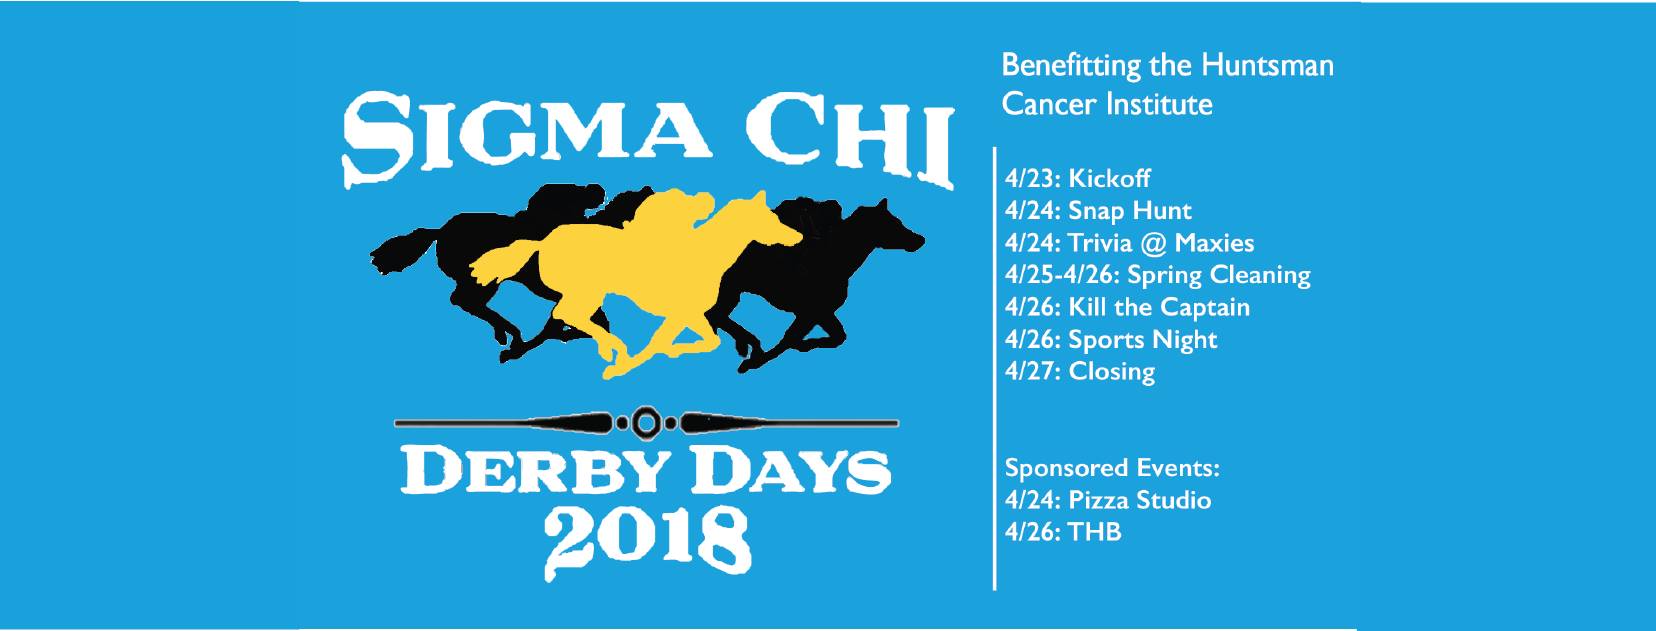 SIGMA CHI
DERBY DAYS
2018
Benefitting the Huntsman
Cancer Institute
4/23: Kickoff
4/24: Snap Hunt
4/24: Trivia @ Maxies
4/25-4/26: Spring Cleaning
4/26: Kill the Captain
4/26: Sports Night
4/27: Closing
Sponsored Events:
4/24: Pizza Studio
4/26: THB